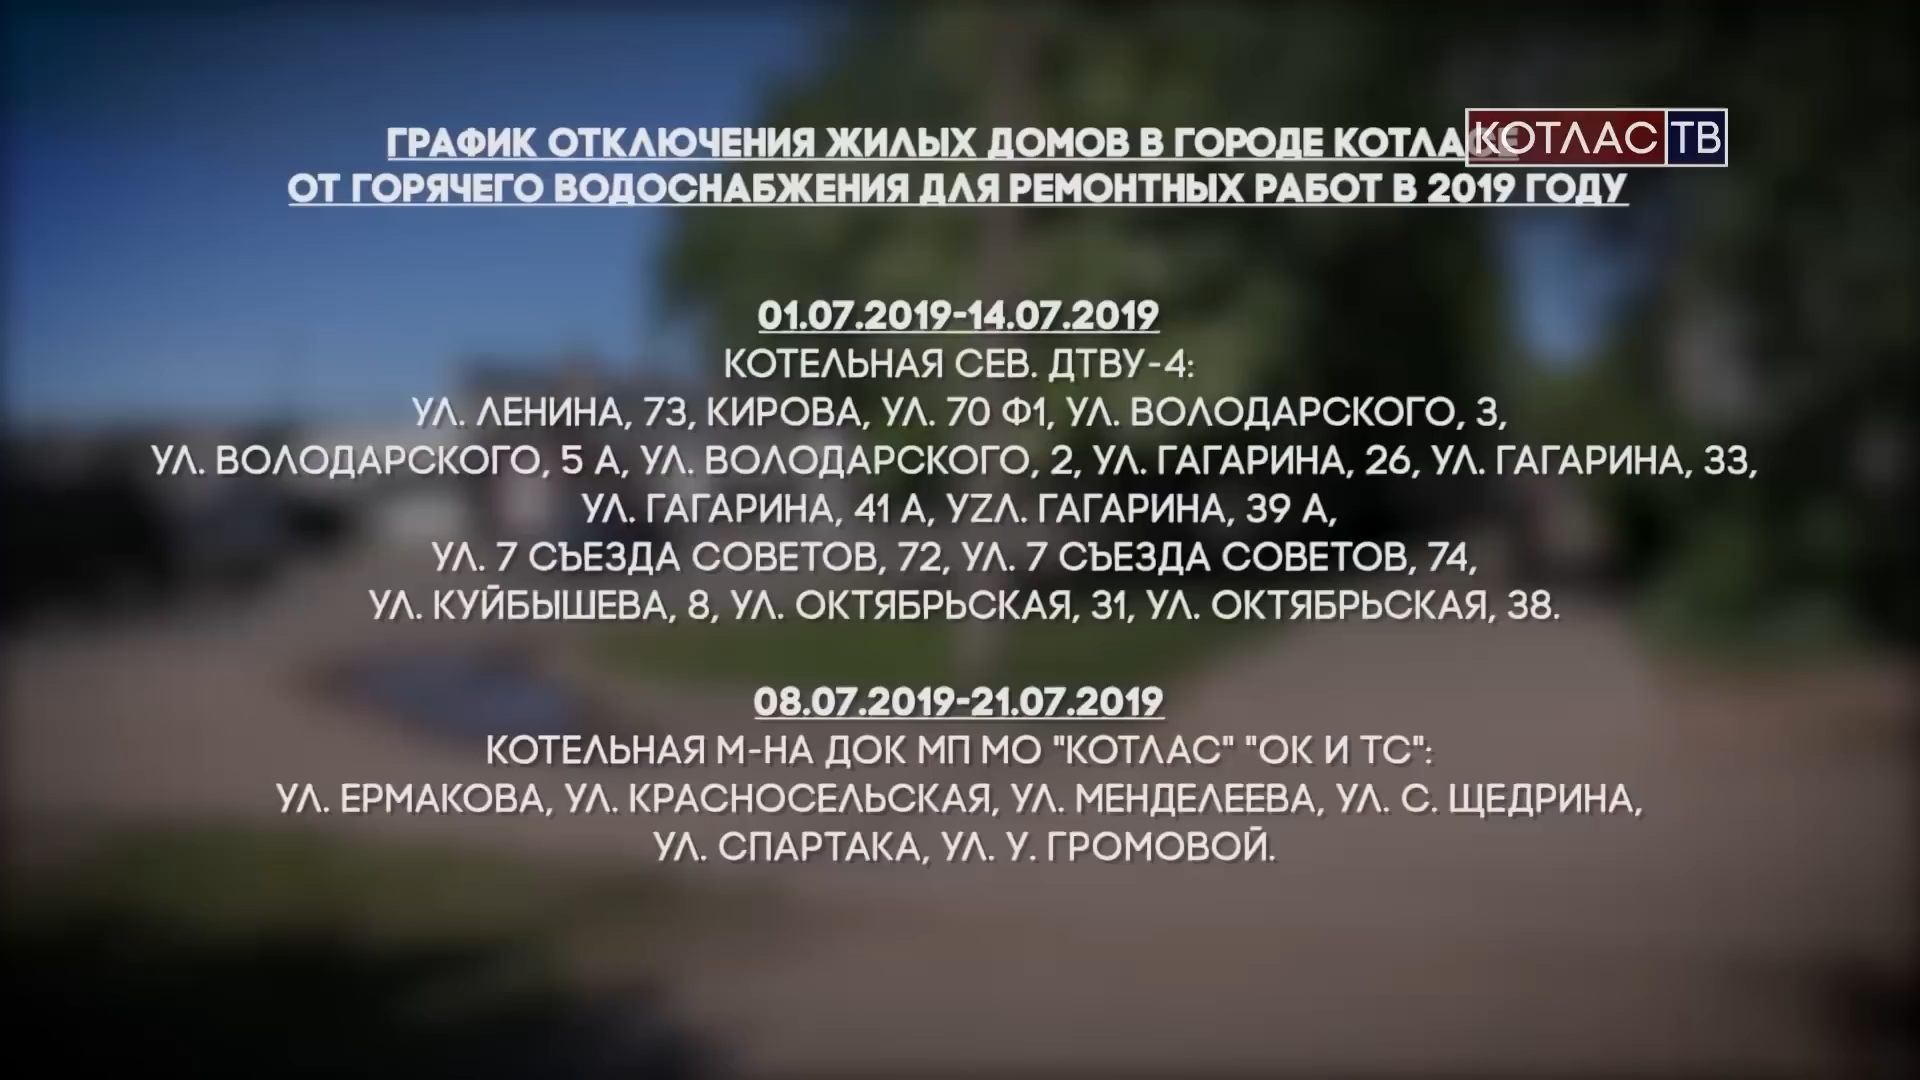 ГРАФИК ОТКЛЮЧЕНИЯ ЖИЛЫХ ДОМОВ В ГОРОДЕ КОТЛАСЕ
КОТЛАС ТВ
ОТ ГОРЯЧЕГО ВОДОСНАБЖЕНИЯ ДЛЯ РЕМОНТНЫХ РАБОТ В 2019 ГОДУ
01.07.2019-14.07.2019
КОТЕЛЬНАЯ СЕВ. ДТВУ-4:
УЛ. ЛЕНИНА, 73, КИРОВА, УЛ. 70 Ф1, УЛ. ВОЛОДАРСКОГО, 3,
УЛ. ВОЛОДАРСКОГО, 5 А, УЛ. ВОЛОДАРСКОГО, 2, УЛ. ГАГАРИНА, 26, УЛ. ГАГАРИНА, 33,
УЛ. ГАГАРИНА, 41 А, УZЛ. ГАГАРИНА, 39 А,
УЛ. 7 СЪЕЗДА СОВЕТОВ, 72, УЛ. 7 СЪЕЗДА СОВЕТОВ, 74,
УЛ. КУЙБЫШЕВА, 8, УЛ. ОКТЯБРЬСКАЯ, 31, УЛ. ОКТЯБРЬСКАЯ, 38.
08.07.2019-21.07.2019
КОТЕЛЬНАЯ М-НА ДОК МП МО "КОТЛАС" "ОК И ТС":
УЛ. ЕРМАКОВА, УЛ. КРАСНОСЕЛЬСКАЯ, УЛ. МЕНДЕЛЕЕВА, УЛ. С. ЩЕДРИНА,
УЛ. СПАРТАКА, УЛ. У. ГРОМОВОЙ.